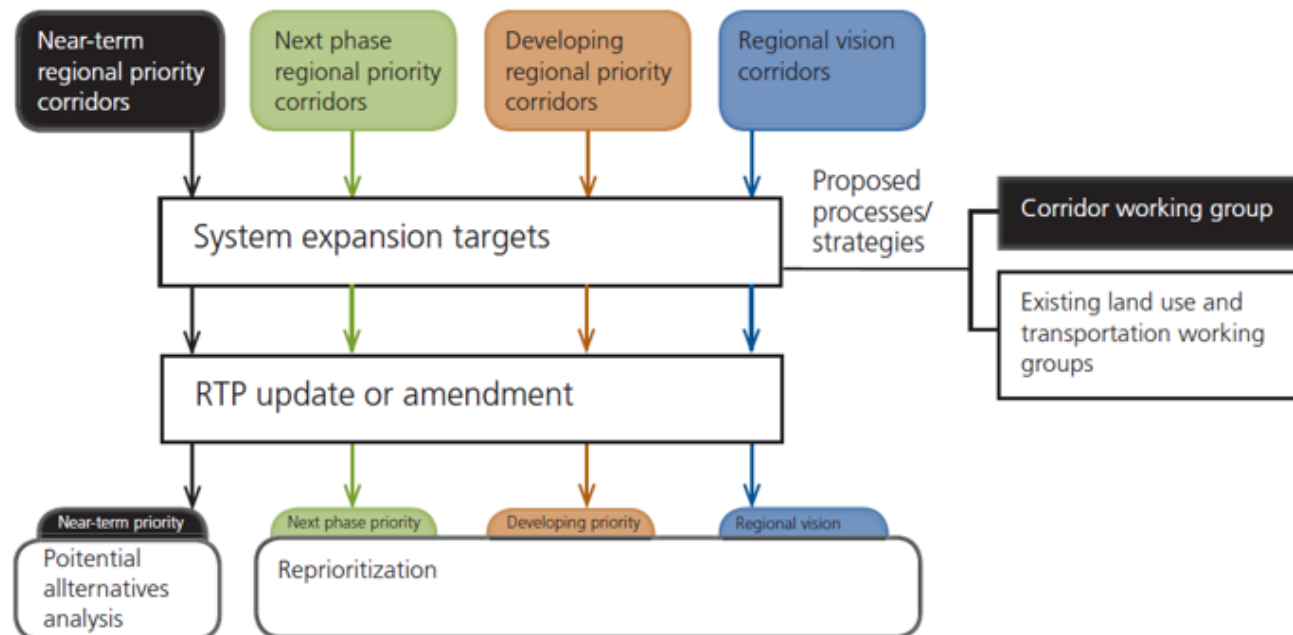 Near-term
regional priority
corridors
Next phase
regional priority
corridors
Developing
regional priority
corridors
Regional vision
corridors
System expansion targets
Proposed
processes/
strategies
Corridor working group
Existing land use and
transportation working
groups
RTP update or amendment
Near-term priority
Next phase priority
Developing priority
Regional vision
Poitential
allternatives
analysis
Reprioritization